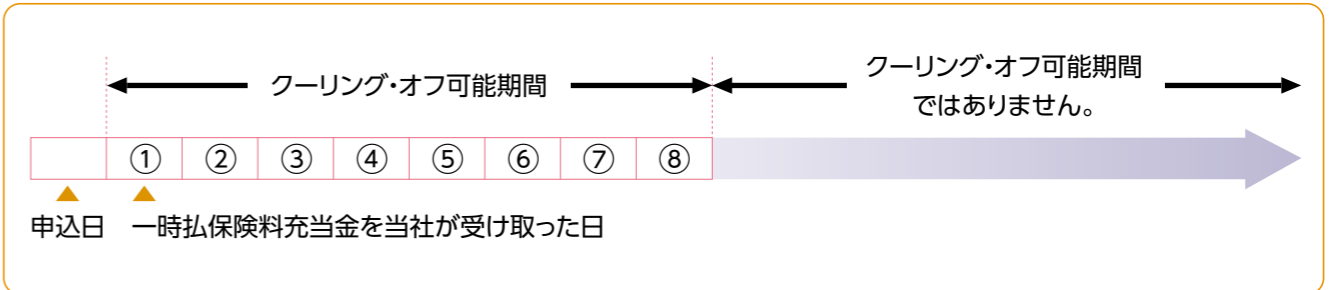 クーリング・オフ可能期間
クーリング・オフ可能期間
ではありません。
① ② ③ ④ ⑤ ⑥ ⑦ ⑧
申込日 一時払保険料充当金を当社が受け取った日